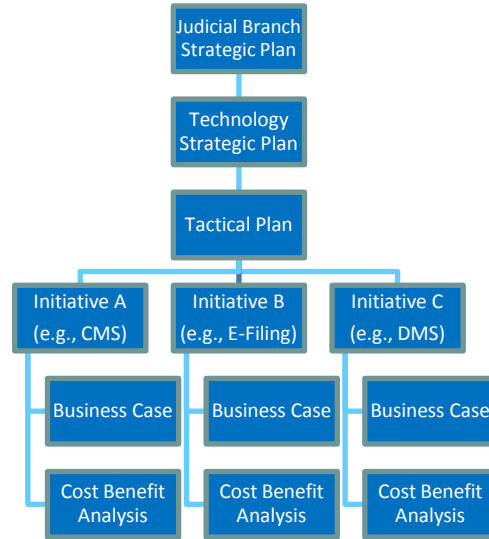 Judicial Branch
Strategic Plan
Technology
Strategic Plan
Tactical Plan
Initiative A
(e.g., CMS)
Initiative B
(e.g., E-Filing)
Initiative C
(e.g., DMS)
Business Case
Business Case
Business Case
Cost Benefit
Analysis
Cost Benefit
Analysis
Cost Benefit
Analysis